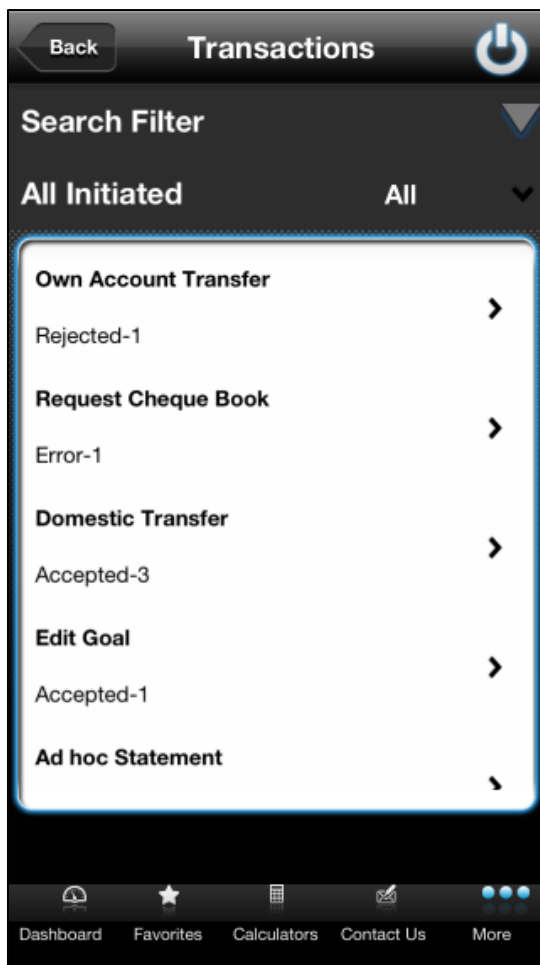 Back Transactions
Search Filter
All Initiated All
Own Account Transfer
Rejected-1
Request Cheque Book
Error-1
Domestic Transfer
Accepted-3
Edit Goal
Accepted-1
Ad hoc Statement
Dashboard Favorites Calculators Contact Us More